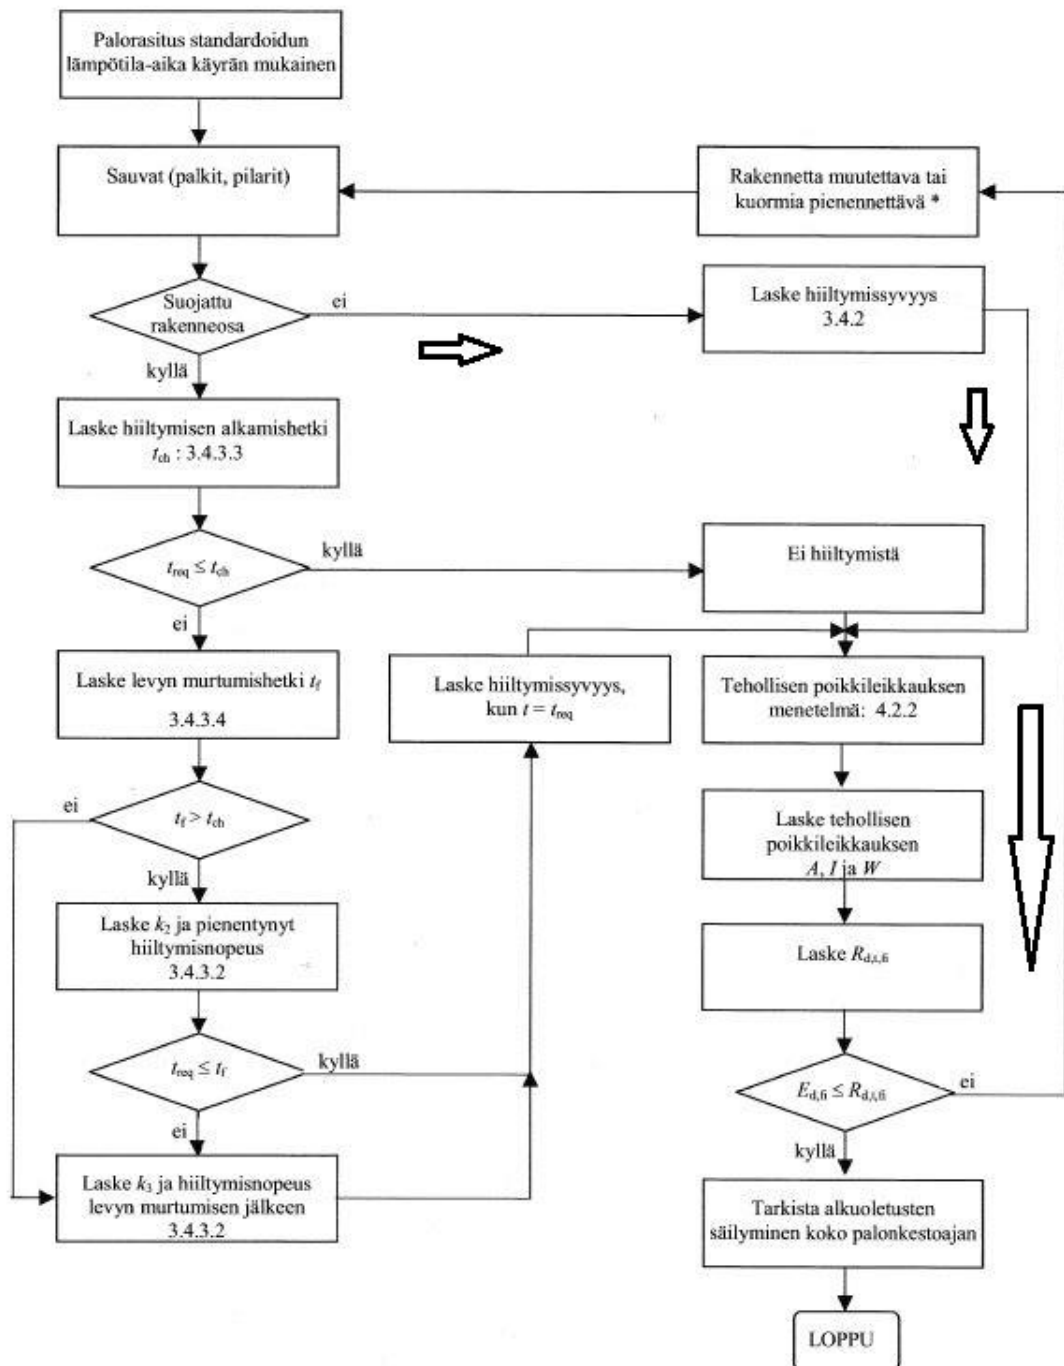 Palorasitus standardoidun
lämpötila-aika käyrän mukainen
Sauvat (palkit, pilarit)
Rakennetta muutettava tai
kuormia pienennettävä *
Suojattu
rakenneosa
ei
kyllä
Laske hiiltymissyvyys
3.4.2
Laske hiiltymisen alkamishetki
tch : 3.4.3.3
treq ≤ tch
kyllä
ei
Ei hiiltymistä
Laske levyn murtumishetki tf
3.4.3.4
Laske hiiltymissyvyys,
kun t = treq
Tehollisen poikkileikkauksen
menetelmä: 4.2.2
tf > tch
ei
kyllä
Laske tehollisen
poikkileikkauksen
A, I ja W
Laske k2 ja pienentynyt
hiiltymisnopeus
3.4.3.2
Laske Rd,t,fi
treq ≤ tf
kyllä
ei
Ed,fi ≤ Rd,t,fi
ei
kyllä
Laske k3 ja hiiltymisnopeus
levyn murtumisen jälkeen
3.4.3.2
Tarkista alkuoletusten
säilyminen koko palonkestoajan
LOPPU